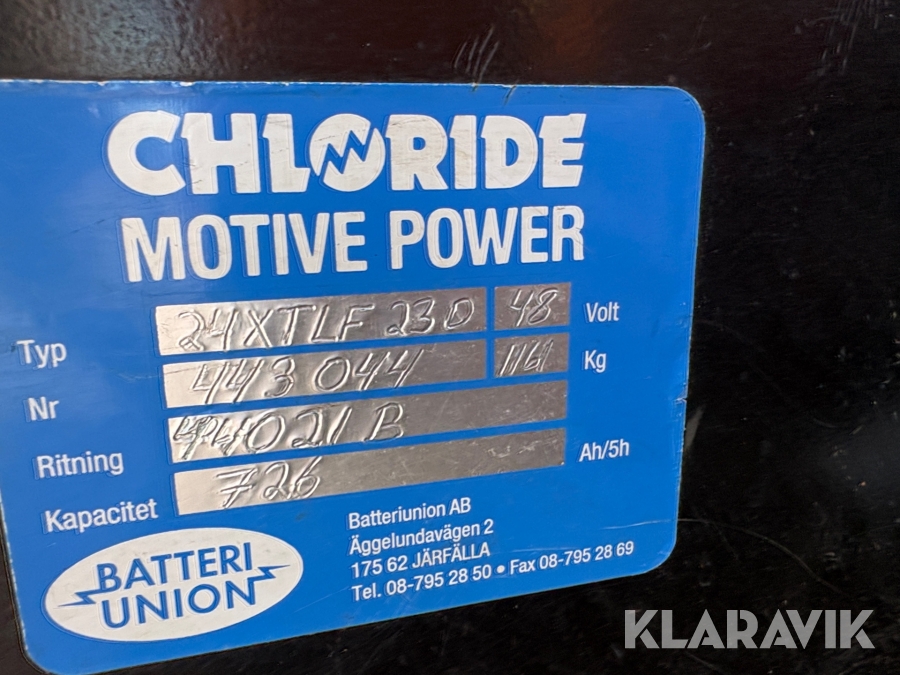 CHLORIDE
MOTIVE POWER
Typ 24XTLF 230 48 Volt
Nr 443 044 1161 Kg
Ritning 44021 B
Kapacitet 726 Ah/5h
BATTERI
UNION
Batteriunion AB
Äggelundavägen 2
175 62 JÄRFÄLLA
Tel. 08-795 28 50 • Fax 08-795 28 69
KLARAVIK